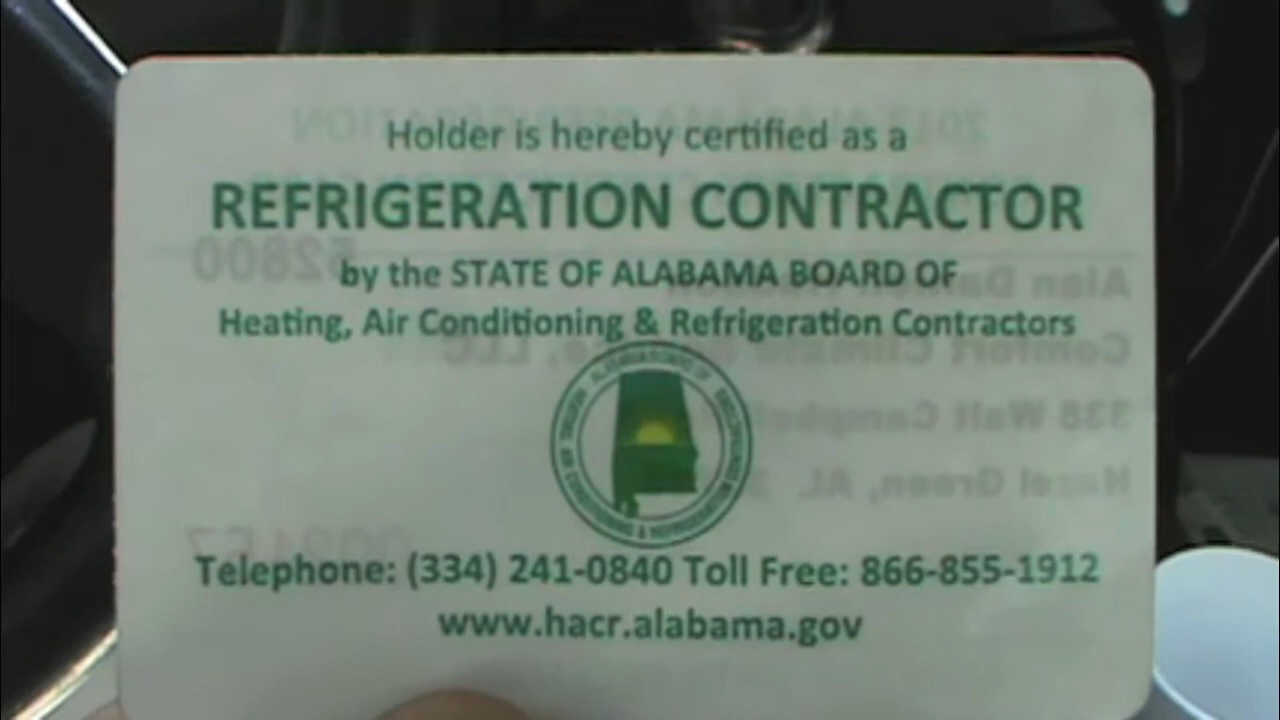 Holder is hereby certified as a
REFRIGERATION CONTRACTOR
by the STATE OF ALABAMA BOARD OF
Heating, Air Conditioning & Refrigeration Contractors
Telephone: (334) 241-0840 Toll Free: 866-855-1912
www.hacr.alabama.gov